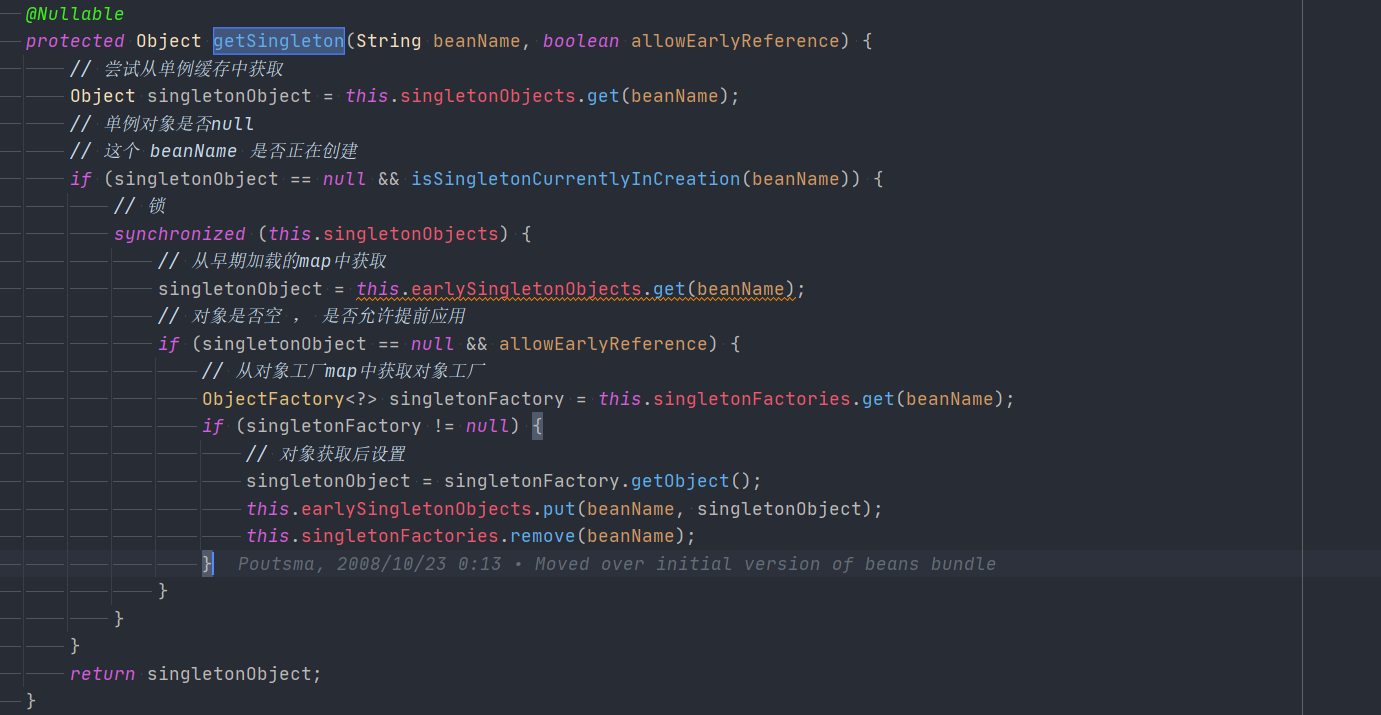 @Nullable
protected Object getSingleton(String beanName, boolean allowEarlyReference) {
// 尝试从单例缓存中获取
Object singletonObject = this.singletonObjects.get(beanName);
// 单例对象是否null
// 这个 beanName 是否正在创建
if (singletonObject == null && isSingletonCurrentlyInCreation(beanName)) {
// 锁
synchronized (this.singletonObjects) {
// 从早期加载的map中获取
singletonObject = this.earlySingletonObjects.get(beanName);
// 对象是否空 ， 是否允许提前应用
if (singletonObject == null && allowEarlyReference) {
// 从对象工厂map中获取对象工厂
ObjectFactory<?> singletonFactory = this.singletonFactories.get(beanName);
if (singletonFactory != null) {
// 对象获取后设置
singletonObject = singletonFactory.getObject();
this.earlySingletonObjects.put(beanName, singletonObject);
this.singletonFactories.remove(beanName);
} Poutsma, 2008/10/23 0:13 • Moved over initial version of beans bundle
}
}
}
return singletonObject;
}